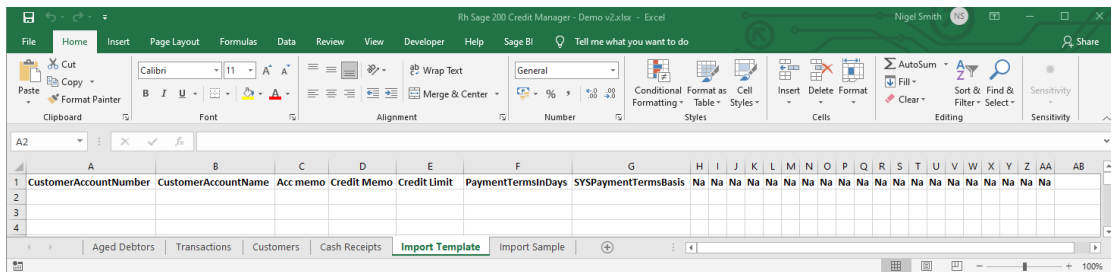 Rh Sage 200 Credit Manager - Demo v2.xlsx - Excel
Nigel Smith NS
File Home Insert Page Layout Formulas Data Review View Developer Help Sage BI Tell me what you want to do Share
Cut
Copy
Format Painter
Paste
Calibri 11 A A
B I U A
Wrap Text
Merge & Center
General
% , .00 .0
Conditional Formatting
Format as Table
Cell Styles
Insert Delete Format
AutoSum
Fill
Clear
Sort & Filter
Find & Select
Sensitivity
Clipboard Font Alignment Number Styles Cells Editing Sensitivity
A2 fx
A B C D E F G H I J K L M N O P Q R S T U V W X Y Z AA AB
1 CustomerAccountNumber CustomerAccountName Acc memo Credit Memo Credit Limit PaymentTermsInDays SYSPaymentTermsBasis Na Na Na Na Na Na Na Na Na Na Na Na Na Na Na Na Na Na Na Na
2
3
4
Aged Debtors Transactions Customers Cash Receipts Import Template Import Sample
100%